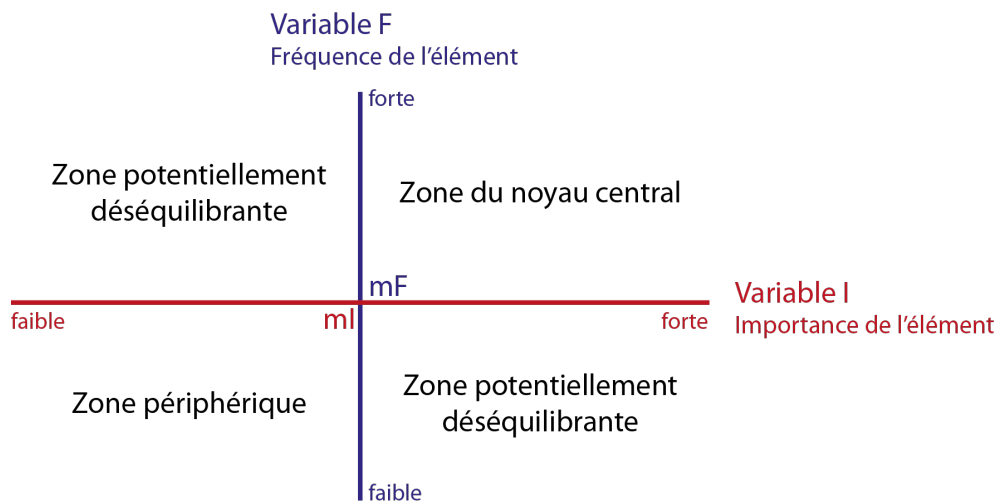 Variable F
Fréquence de l’élément
forte
Zone potentiellement
déséquilibrante
Zone du noyau central
mF
Variable I
faible
mI
forte
Importance de l’élément
Zone périphérique
Zone potentiellement
déséquilibrante
faible